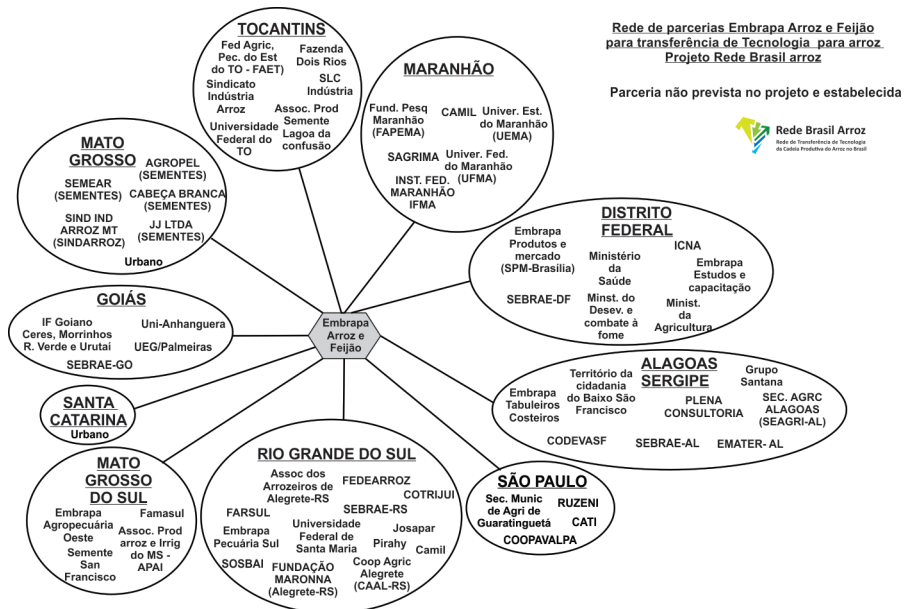 Rede de parcerias Embrapa Arroz e Feijão
para transferência de Tecnologia para arroz
Projeto Rede Brasil arroz
Parceria não prevista no projeto e estabelecida
Rede Brasil Arroz
Rede de Transferência de Tecnologia
da Cadeia Produtiva do Arroz no Brasil
TOCANTINS
Fed Agric,
Pec. do Est
do TO - FAET)
Fazenda
Dois Rios
Sindicato
Indústria
Arroz
SLC
Indústria
Universidade
Federal do
TO
Assoc. Prod
Semente
Lagoa da
confusão
MARANHÃO
Fund. Pesq
Maranhão
(FAPEMA)
CAMIL
Univer. Est.
do Maranhão
(UEMA)
SAGRIMA
Univer. Fed.
do Maranhão
(UFMA)
INST. FED.
MARANHÃO
IFMA
MATO
GROSSO
AGROPEL
(SEMENTES)
SEMEAR
(SEMENTES)
CABEÇA BRANCA
(SEMENTES)
SIND IND
ARROZ MT
(SINDARROZ)
JJ LTDA
(SEMENTES)
Urbano
DISTRITO
FEDERAL
Embrapa
Produtos e
mercado
(SPM-Brasília)
Ministério
da
Saúde
ICNA
Embrapa
Estudos e
capacitação
SEBRAE-DF
Minst. do
Desev. e
combate à
fome
Minist.
da
Agricultura
GOIÁS
IF Goiano
Ceres, Morrinhos
R. Verde e Urutaí
Uni-Anhanguera
UEG/Palmeiras
SEBRAE-GO
Embrapa
Arroz e
Feijão
ALAGOAS
SERGIPE
Embrapa
Tabuleiros
Costeiros
Território da
cidadania
do Baixo São
Francisco
PLENA
CONSULTORIA
Grupo
Santana
SEC. AGRC
ALAGOAS
(SEAGRI-AL)
CODEVASF
SEBRAE-AL
EMATER- AL
SANTA
CATARINA
Urbano
MATO
GROSSO
DO SUL
Embrapa
Agropecuária
Oeste
Famasul
Semente
San
Francisco
Assoc. Prod
arroz e Irrig
do MS -
APAI
RIO GRANDE DO SUL
Assoc dos
Arrozeiros de
Alegrete-RS
FEDEARROZ
COTRIJUI
FARSUL
SEBRAE-RS
Embrapa
Pecuária Sul
Universidade
Federal de
Santa Maria
Josapar
Pirahy
Camil
SOSBAI
FUNDAÇÃO
MARONNA
(Alegrete-RS)
Coop Agric
Alegrete
(CAAL-RS)
SÃO PAULO
Sec. Munic
de Agri de
Guaratinguetá
RUZENI
CATI
COOPAVALPA